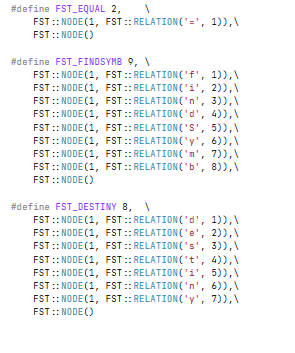 #define FST_EQUAL 2,    \
    FST::NODE(1, FST::RELATION('=', 1)),\
    FST::NODE()

#define FST_FINDSYMB 9, \
    FST::NODE(1, FST::RELATION('f', 1)),\
    FST::NODE(1, FST::RELATION('i', 2)),\
    FST::NODE(1, FST::RELATION('n', 3)),\
    FST::NODE(1, FST::RELATION('d', 4)),\
    FST::NODE(1, FST::RELATION('S', 5)),\
    FST::NODE(1, FST::RELATION('y', 6)),\
    FST::NODE(1, FST::RELATION('m', 7)),\
    FST::NODE(1, FST::RELATION('b', 8)),\
    FST::NODE()

#define FST_DESTINY 8,  \
    FST::NODE(1, FST::RELATION('d', 1)),\
    FST::NODE(1, FST::RELATION('e', 2)),\
    FST::NODE(1, FST::RELATION('s', 3)),\
    FST::NODE(1, FST::RELATION('t', 4)),\
    FST::NODE(1, FST::RELATION('i', 5)),\
    FST::NODE(1, FST::RELATION('n', 6)),\
    FST::NODE(1, FST::RELATION('y', 7)),\
    FST::NODE()